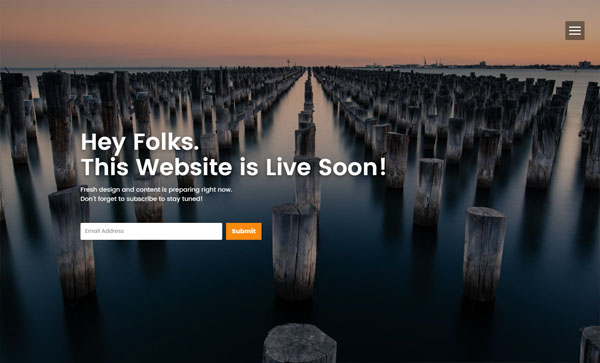 Hey Folks.
This Website is Live Soon!
Fresh design and content is preparing right now.
Don't forget to subscribe to stay tuned!
Email Address
Submit